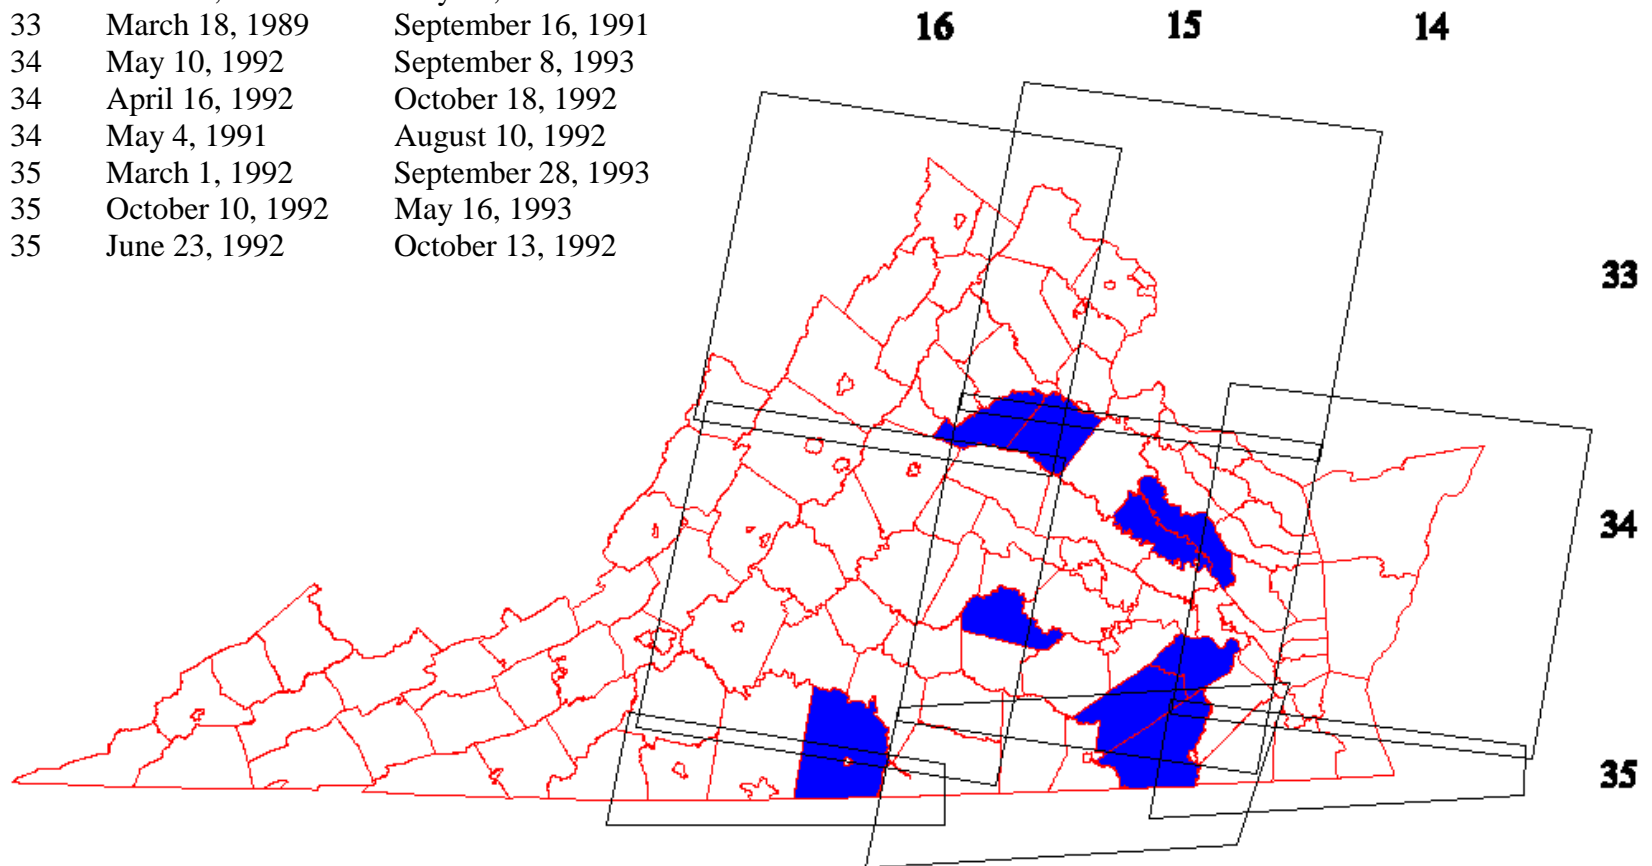 33 March 18, 1989 September 16, 1991
34 May 10, 1992 September 8, 1993
34 April 16, 1992 October 18, 1992
34 May 4, 1991 August 10, 1992
35 March 1, 1992 September 28, 1993
35 October 10, 1992 May 16, 1993
35 June 23, 1992 October 13, 1992
16 15 14
33
34
35